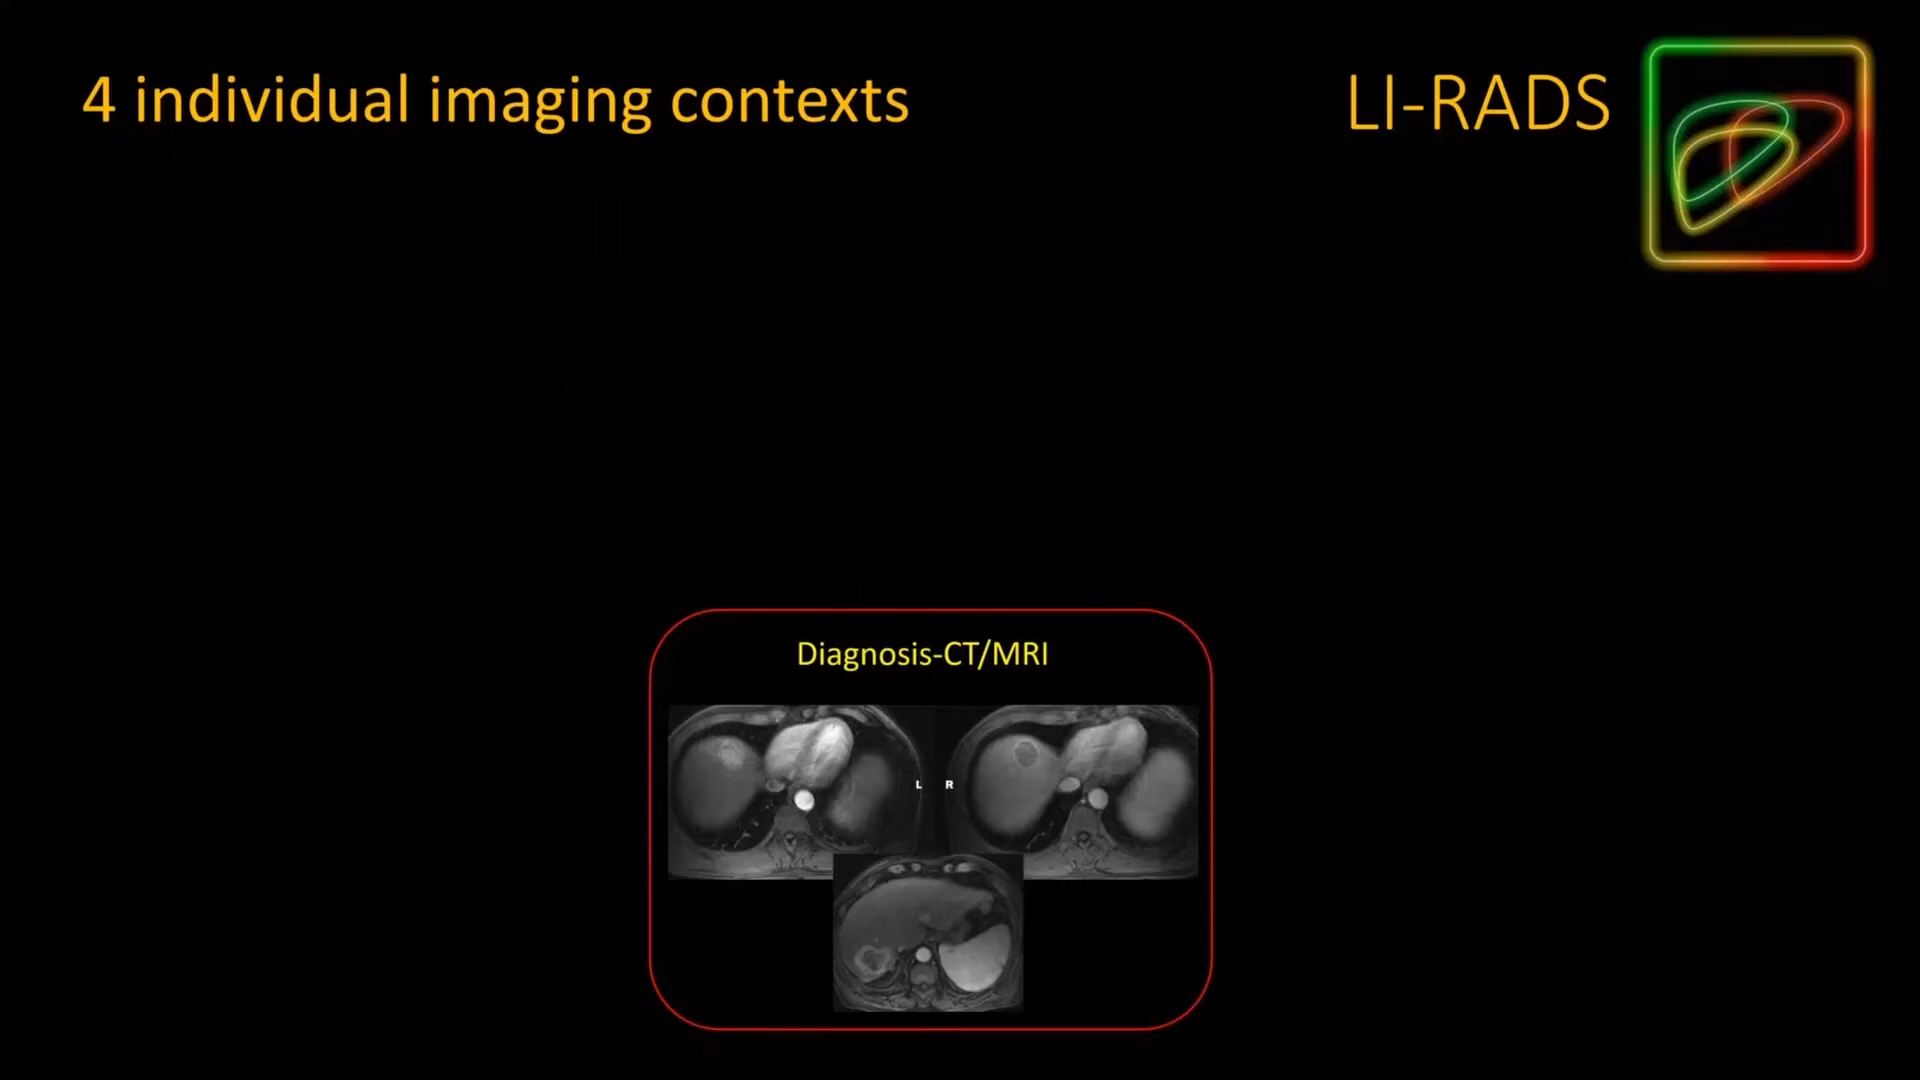 4 individual imaging contexts
LI-RADS
Diagnosis-CT/MRI
L
R